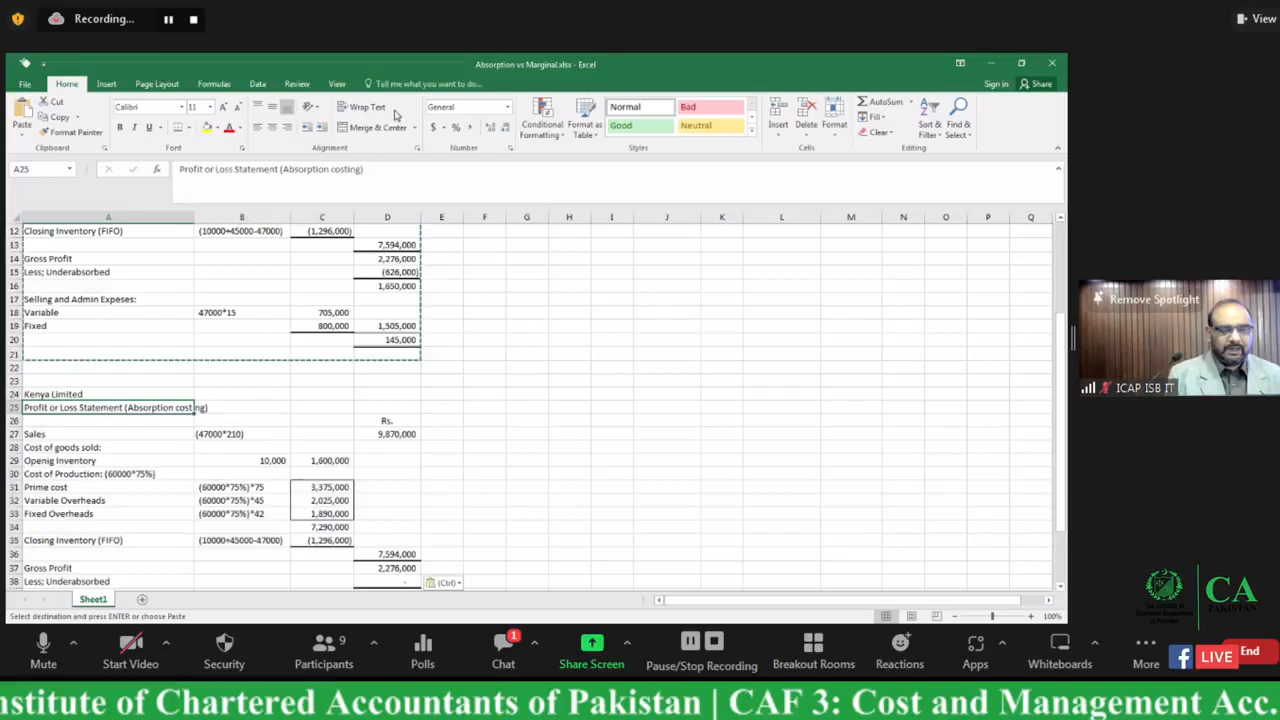 Recording...
View
Absorption vs Marginal.xlsx - Excel
File Home Insert Page Layout Formulas Data Review View Tell me what you want to do... Sign in Share
Cut
Copy
Format Painter
Paste
Calibri 11
B I U
Wrap Text
Merge & Center
General
Conditional Formatting
Format as Table
Normal Bad
Good Neutral
Insert Delete Format
AutoSum
Fill
Clear
Sort & Filter
Find & Select
Clipboard Font Alignment Number Styles Cells Editing
A25 fx Profit or Loss Statement (Absorption costing)
A B C D E F G H I J K L M N O P Q
12 Closing Inventory (FIFO) (10000+45000-47000) (1,296,000)
13 7,594,000
14 Gross Profit 2,276,000
15 Less; Underabsorbed (626,000)
16 1,650,000
17 Selling and Admin Expeses:
18 Variable 47000*15 705,000
19 Fixed 800,000 1,505,000
20 145,000
21
22
23
24 Kenya Limited
25 Profit or Loss Statement (Absorption costing)
26 Rs.
27 Sales (47000*210) 9,870,000
28 Cost of goods sold:
29 Openig Inventory 10,000 1,600,000
30 Cost of Production: (60000*75%)
31 Prime cost (60000*75%)*75 3,375,000
32 Variable Overheads (60000*75%)*45 2,025,000
33 Fixed Overheads (60000*75%)*42 1,890,000
34 7,290,000
35 Closing Inventory (FIFO) (10000+45000-47000) (1,296,000)
36 7,594,000
37 Gross Profit 2,276,000
38 Less; Underabsorbed -
(Ctrl)
Sheet1
Select destination and press ENTER or choose Paste
100%
Remove Spotlight
ICAP ISB IT
CA
PAKISTAN
Mute Start Video Security Participants 9 Polls Chat 1 Share Screen Pause/Stop Recording Breakout Rooms Reactions Apps Whiteboards More LIVE End
nstitute of Chartered Accountants of Pakistan | CAF 3: Cost and Management Acc.